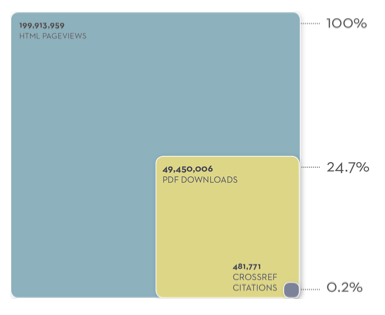 199,913,959
HTML PAGEVIEWS
100%
49,450,006
PDF DOWNLOADS
24.7%
481,771
CROSSREF
CITATIONS
0.2%